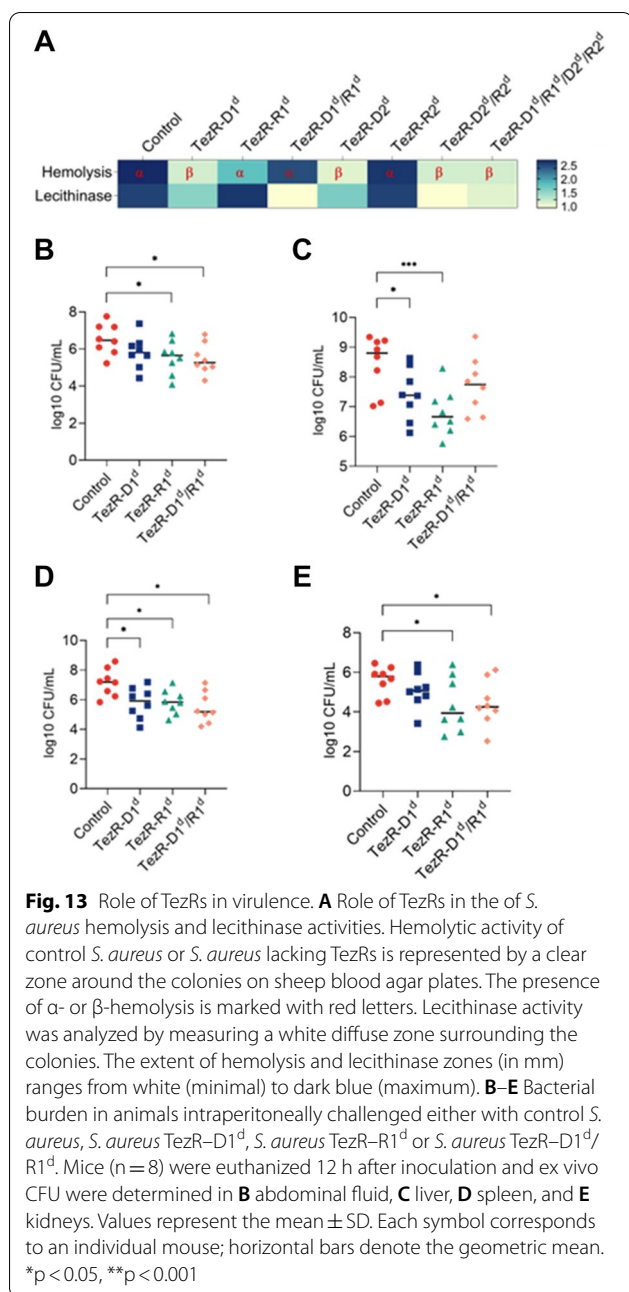 A
Control
TezR-D1ᵈ
TezR-R1ᵈ
TezR-D1ᵈ/R1ᵈ
TezR-D2ᵈ
TezR-R2ᵈ
TezR-D2ᵈ/R2ᵈ
TezR-D1ᵈ/R1ᵈ/D2ᵈ/R2ᵈ
Hemolysis α β α α β α β β
Lecithinase
2.5
2.0
1.5
1.0
B
*
*
log10 CFU/mL
8
6
4
2
0
Control
TezR-D1ᵈ
TezR-R1ᵈ
TezR-D1ᵈ/R1ᵈ
C
***
*
log10 CFU/mL
10
9
8
7
6
5
Control
TezR-D1ᵈ
TezR-R1ᵈ
TezR-D1ᵈ/R1ᵈ
D
*
*
*
log10 CFU/mL
10
8
6
4
2
0
Control
TezR-D1ᵈ
TezR-R1ᵈ
TezR-D1ᵈ/R1ᵈ
E
*
*
log10 CFU/mL
8
6
4
2
0
Control
TezR-D1ᵈ
TezR-R1ᵈ
TezR-D1ᵈ/R1ᵈ
Fig. 13 Role of TezRs in virulence. A Role of TezRs in the of S.
aureus hemolysis and lecithinase activities. Hemolytic activity of
control S. aureus or S. aureus lacking TezRs is represented by a clear
zone around the colonies on sheep blood agar plates. The presence
of α- or β-hemolysis is marked with red letters. Lecithinase activity
was analyzed by measuring a white diffuse zone surrounding the
colonies. The extent of hemolysis and lecithinase zones (in mm)
ranges from white (minimal) to dark blue (maximum). B–E Bacterial
burden in animals intraperitoneally challenged either with control S.
aureus, S. aureus TezR–D1ᵈ, S. aureus TezR–R1ᵈ or S. aureus TezR–D1ᵈ/
R1ᵈ. Mice (n = 8) were euthanized 12 h after inoculation and ex vivo
CFU were determined in B abdominal fluid, C liver, D spleen, and E
kidneys. Values represent the mean ± SD. Each symbol corresponds
to an individual mouse; horizontal bars denote the geometric mean.
*p < 0.05, **p < 0.001